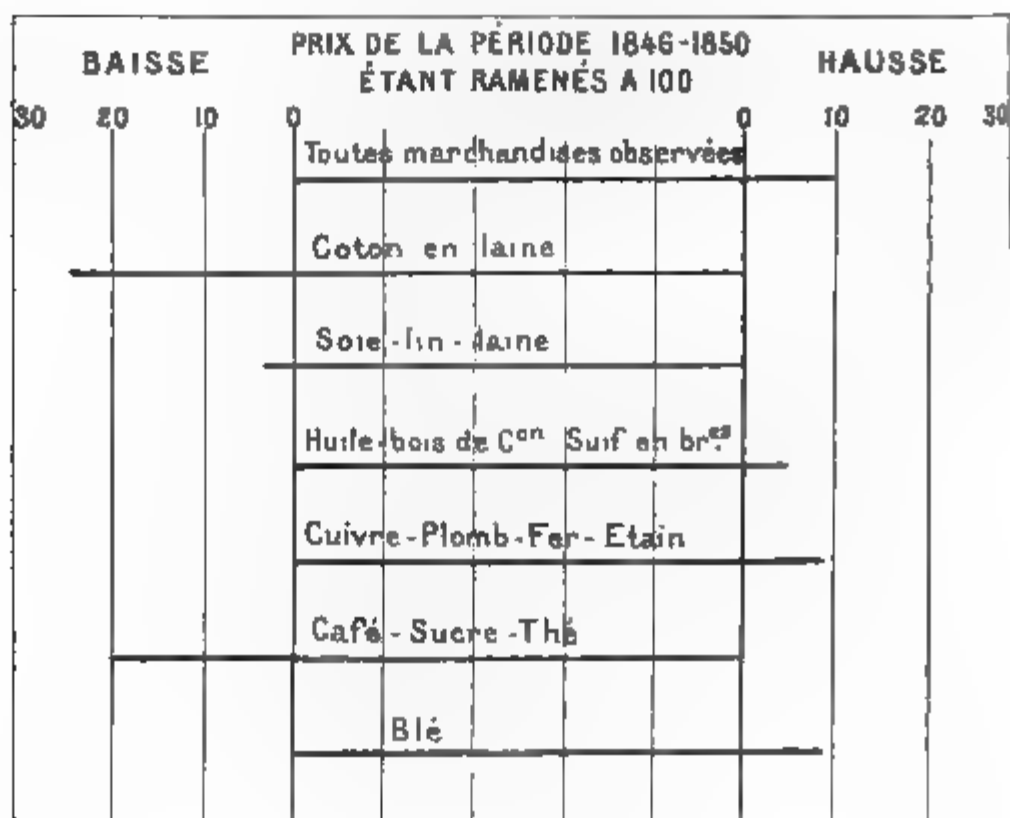 PRIX DE LA PÉRIODE 1846-1850
BAISSE HAUSSE
ÉTANT RAMENÉS A 100
30 20 10 0 0 10 20 30
Toutes marchandises observées
Coton en laine
Soie-lin-laine
Huile-bois de Con Suif en br.es
Cuivre-Plomb-Fer-Etain
Café-Sucre-Thé
Blé